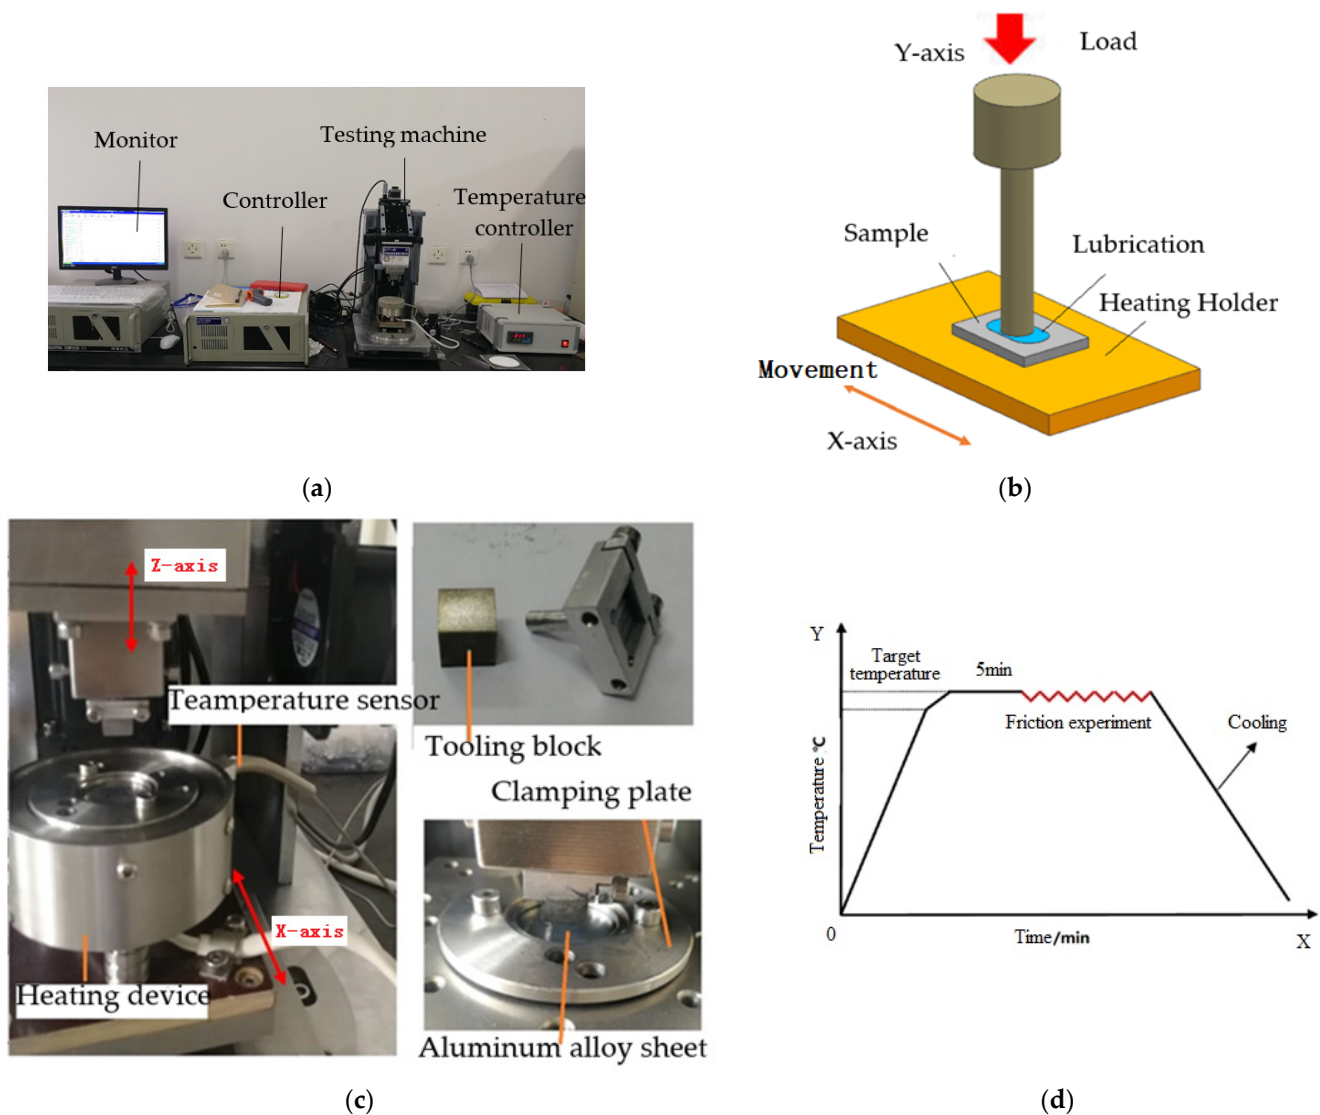 Monitor
Testing machine
Controller
Temperature
controller
(a)
Y-axis
Load
Sample
Lubrication
Heating Holder
Movement
X-axis
(b)
Z-axis
Teamperature sensor
X-axis
Heating device
Tooling block
Clamping plate
Aluminum alloy sheet
(c)
Y
Target
temperature
5min
Friction experiment
Cooling
Temperature ℃
0
Time/min
X
(d)